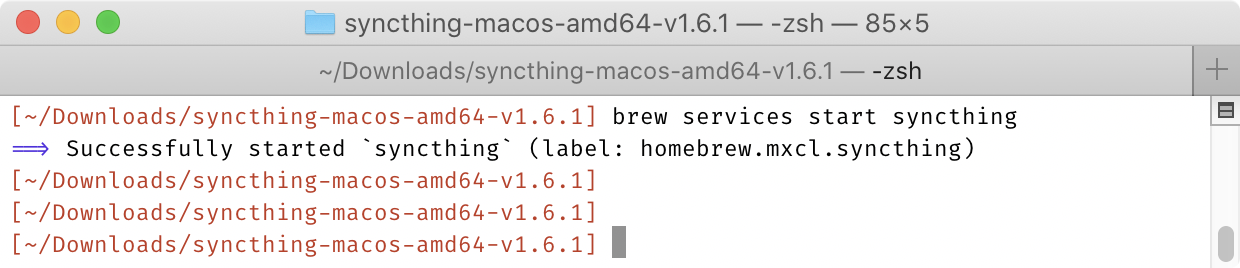 syncthing-macos-amd64-v1.6.1 — -zsh — 85×5
~/Downloads/syncthing-macos-amd64-v1.6.1 — -zsh
[~/Downloads/syncthing-macos-amd64-v1.6.1] brew services start syncthing
==> Successfully started `syncthing` (label: homebrew.mxcl.syncthing)
[~/Downloads/syncthing-macos-amd64-v1.6.1]
[~/Downloads/syncthing-macos-amd64-v1.6.1]
[~/Downloads/syncthing-macos-amd64-v1.6.1]